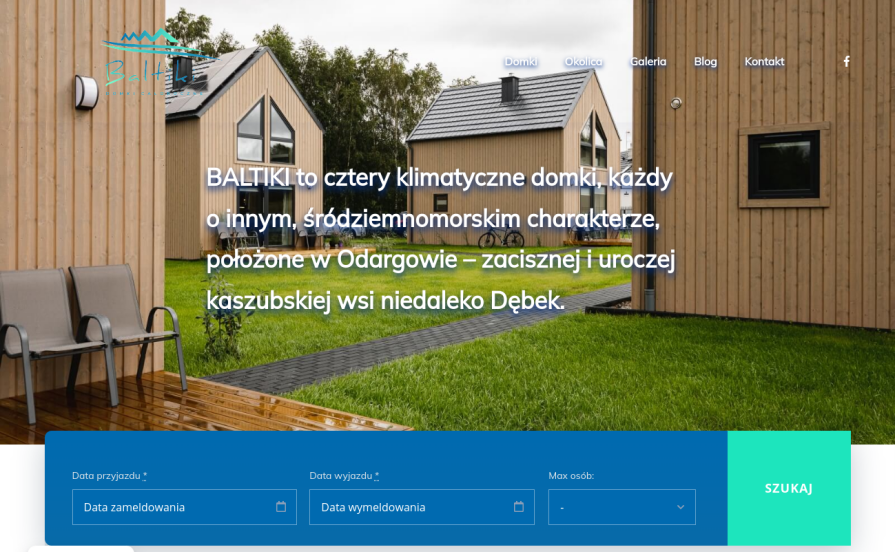 Baltiki
Domki
Okolica
Galeria
Blog
Kontakt
BALTIKI to cztery klimatyczne domki, każdy
o innym, śródziemnomorskim charakterze,
położone w Odargowie – zacisznej i uroczej
kaszubskiej wsi niedaleko Dębek.
Data przyjazdu *
Data wyjazdu *
Max osób:
Data zameldowania
Data wymeldowania
-
SZUKAJ